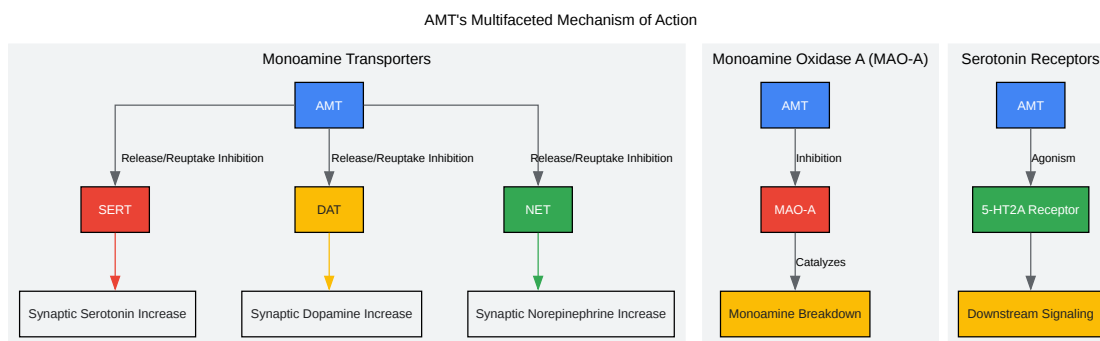 AMT's Multifaceted Mechanism of Action
Monoamine Transporters
AMT
Release/Reuptake Inhibition
Release/Reuptake Inhibition
Release/Reuptake Inhibition
SERT
DAT
NET
Synaptic Serotonin Increase
Synaptic Dopamine Increase
Synaptic Norepinephrine Increase
Monoamine Oxidase A (MAO-A)
AMT
Inhibition
MAO-A
Catalyzes
Monoamine Breakdown
Serotonin Receptors
AMT
Agonism
5-HT2A Receptor
Downstream Signaling